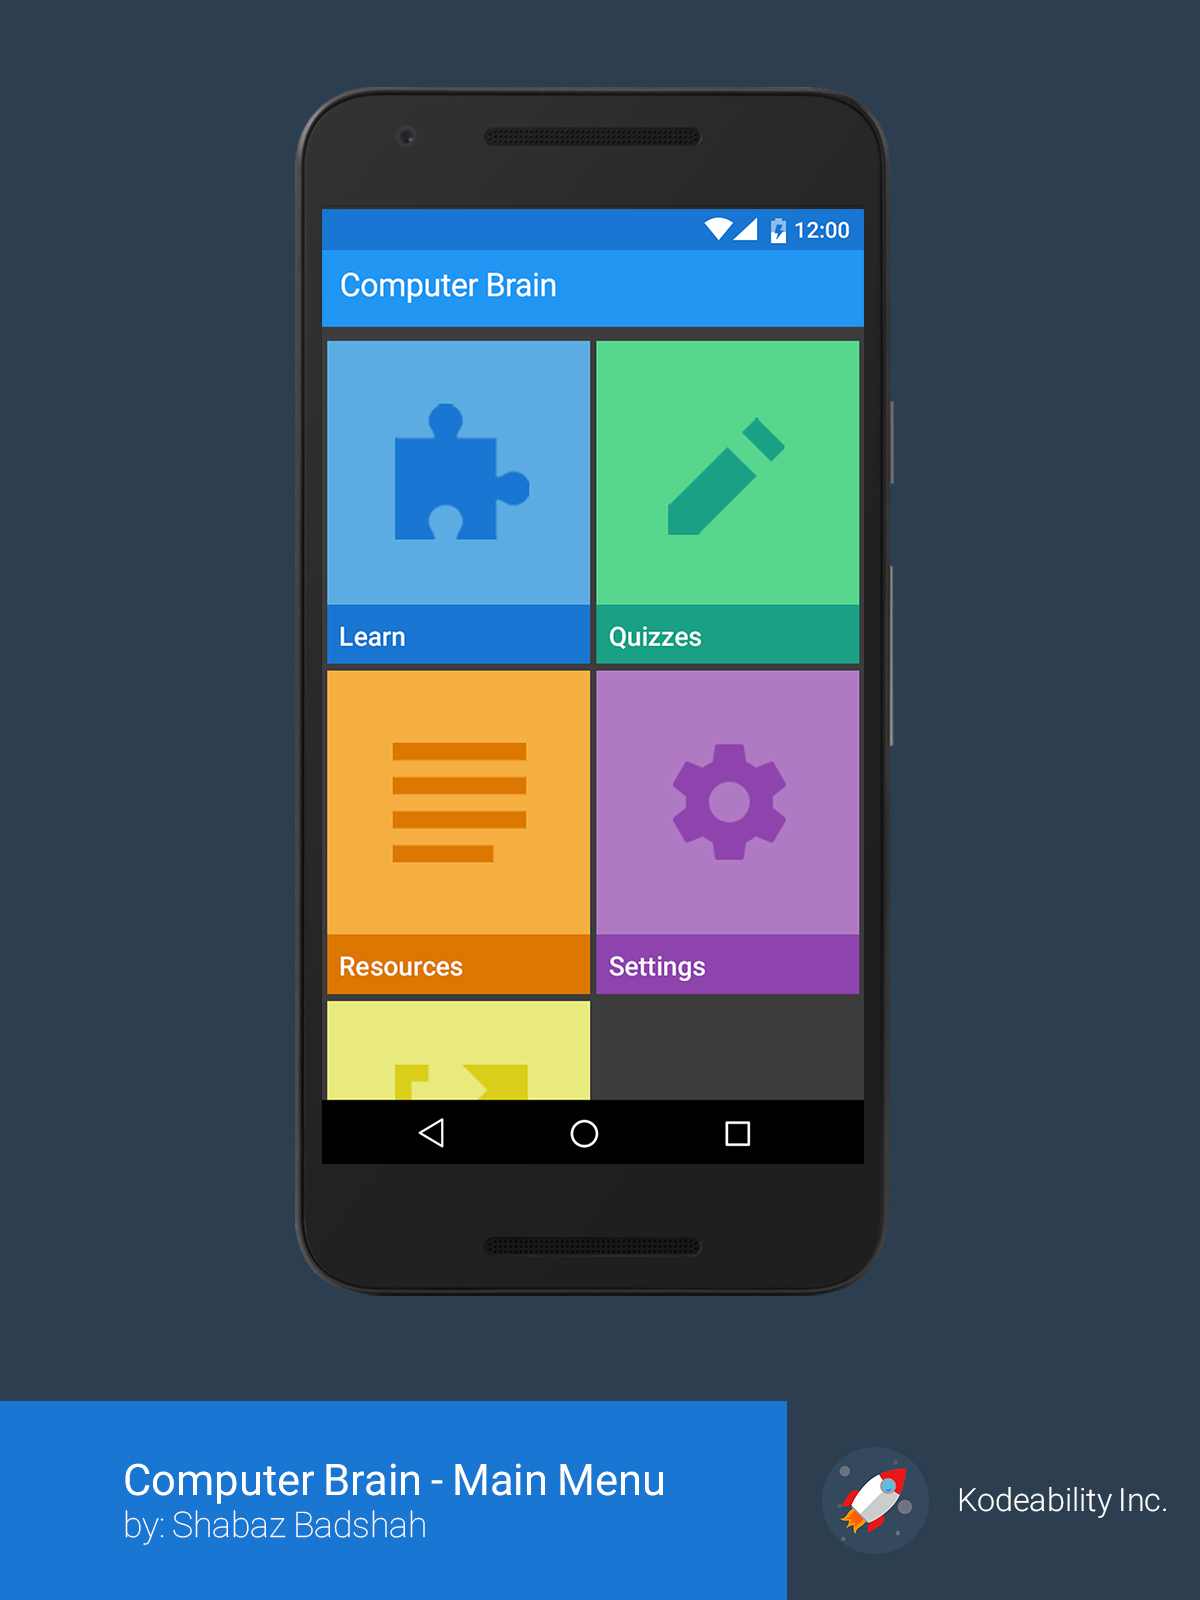 12:00
Computer Brain
Learn
Quizzes
Resources
Settings
Computer Brain - Main Menu
by: Shabaz Badshah
Kodeability Inc.